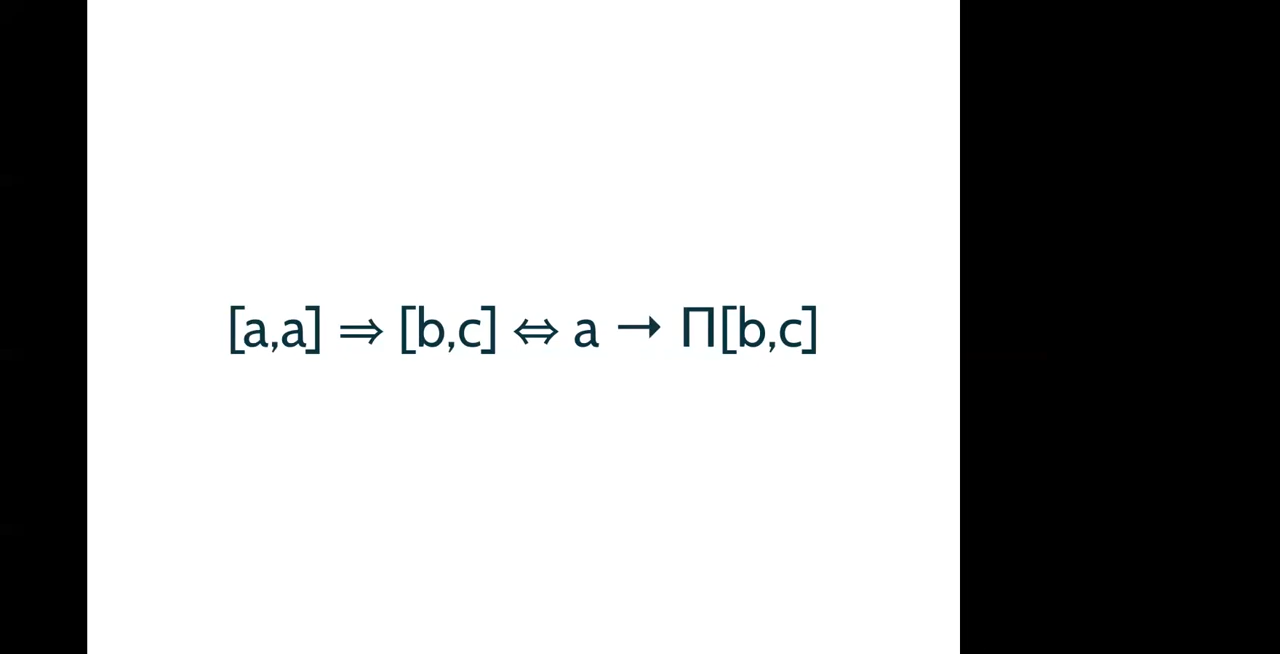 [a,a] ⇒ [b,c] ⇔ a → Π[b,c]